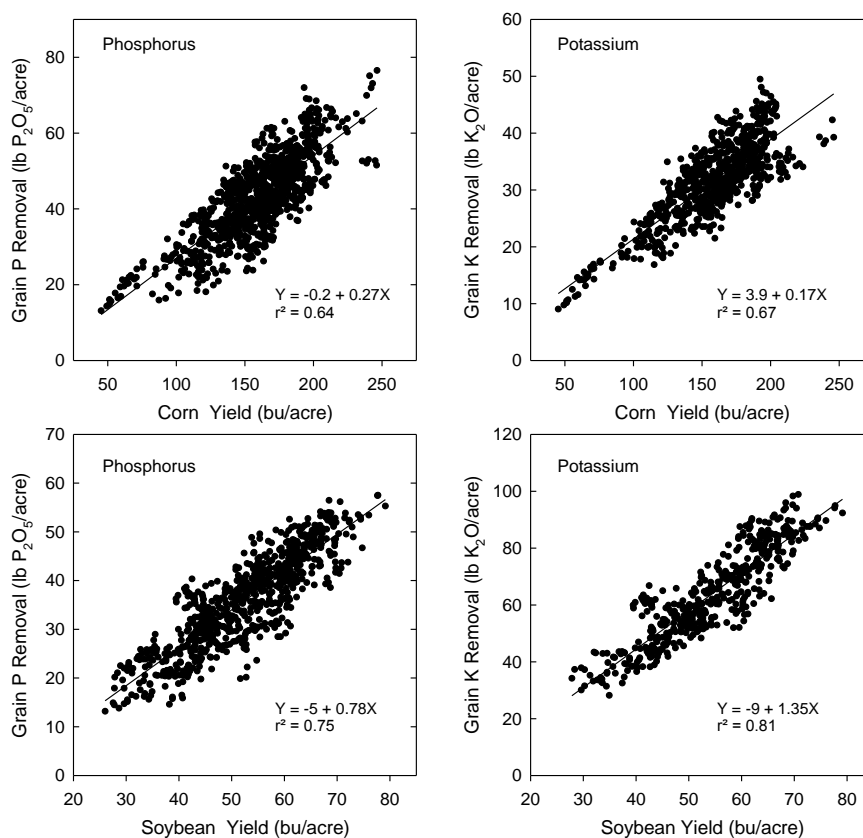 Phosphorus
Grain P Removal (lb P₂O₅/acre)
80
60
40
20
0
Y = -0.2 + 0.27X
r² = 0.64
50 100 150 200 250
Corn Yield (bu/acre)
Potassium
Grain K Removal (lb K₂O/acre)
60
50
40
30
20
10
0
Y = 3.9 + 0.17X
r² = 0.67
50 100 150 200 250
Corn Yield (bu/acre)
Phosphorus
Grain P Removal (lb P₂O₅/acre)
70
60
50
40
30
20
10
0
Y = -5 + 0.78X
r² = 0.75
20 30 40 50 60 70 80
Soybean Yield (bu/acre)
Potassium
Grain K Removal (lb K₂O/acre)
120
100
80
60
40
20
0
Y = -9 + 1.35X
r² = 0.81
20 30 40 50 60 70 80
Soybean Yield (bu/acre)